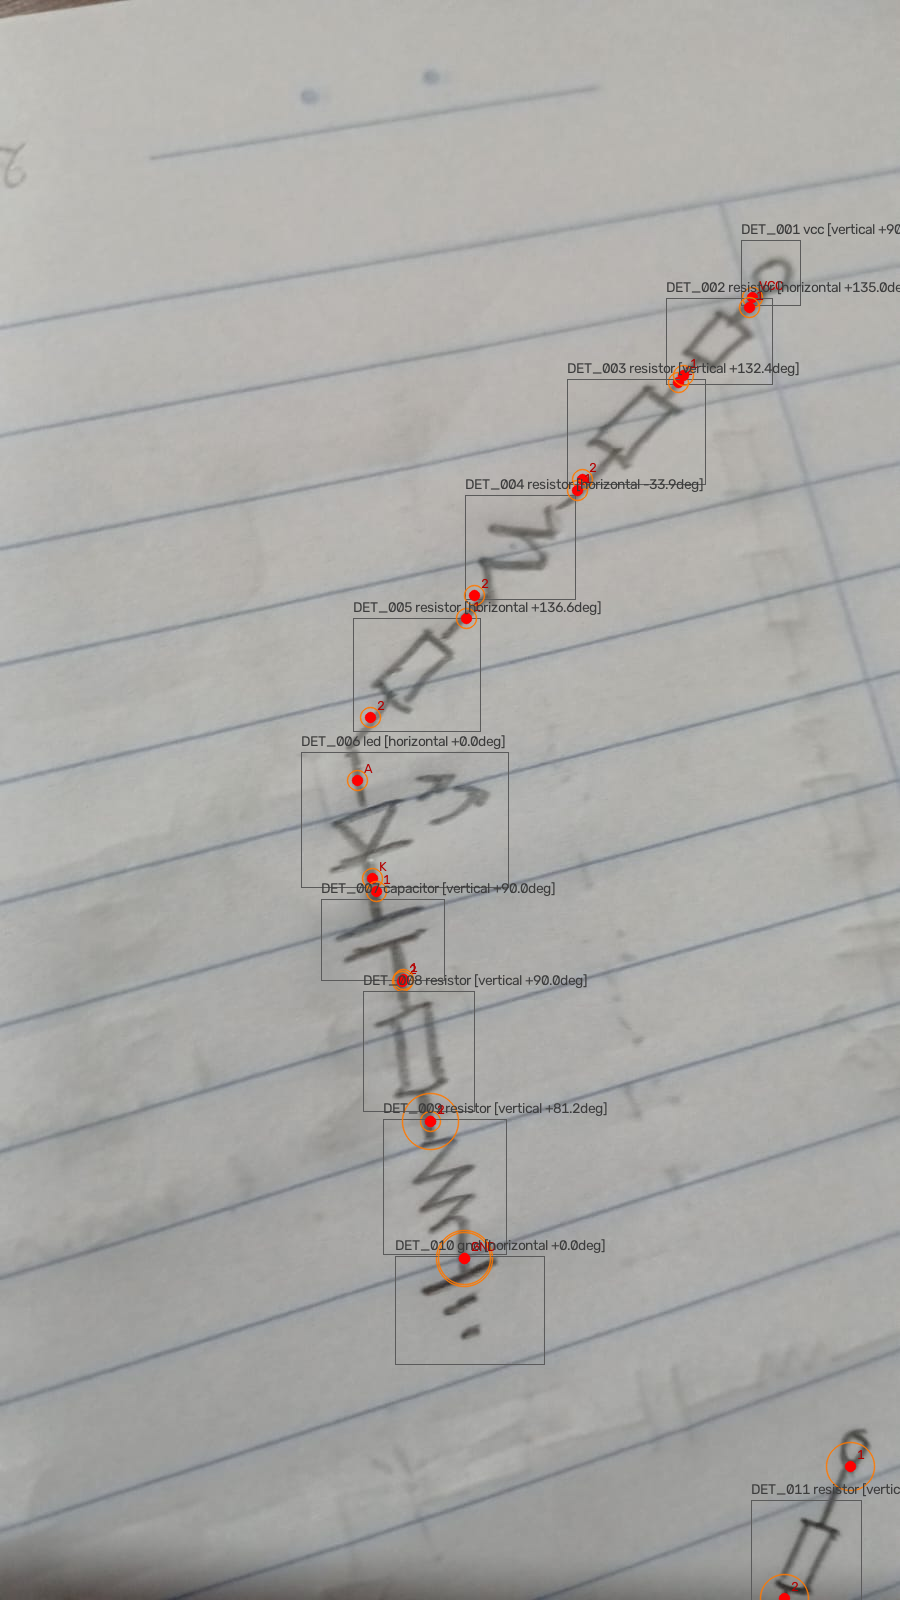 2
DET_001 vcc [vertical +90
VCC
1
DET_002 resistor [horizontal +135.0de
1
DET_003 resistor [vertical +132.4deg]
2
DET_004 resistor [horizontal -33.9deg]
2
DET_005 resistor [horizontal +136.6deg]
2
DET_006 led [horizontal +0.0deg]
A
K
1
DET_007 capacitor [vertical +90.0deg]
2
DET_008 resistor [vertical +90.0deg]
DET_009 resistor [vertical +81.2deg]
DET_010 gnd [horizontal +0.0deg]
1
DET_011 resistor [vertic
2